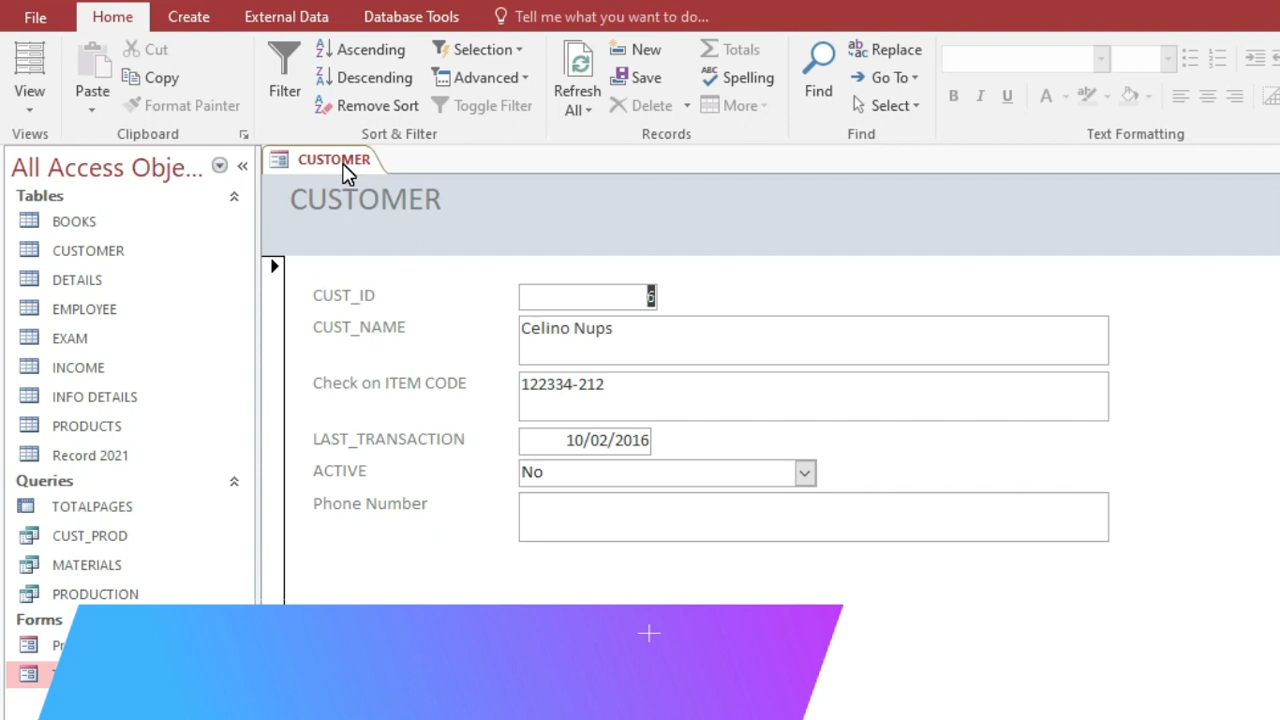 File Home Create External Data Database Tools Tell me what you want to do...
View
Views
Paste
Cut
Copy
Format Painter
Clipboard
Filter
Ascending
Descending
Remove Sort
Selection
Advanced
Toggle Filter
Sort & Filter
Refresh
All
New
Save
Delete
Totals
Spelling
More
Records
Find
Replace
Go To
Select
Find
B I U A
Text Formatting
All Access Obje...
Tables
BOOKS
CUSTOMER
DETAILS
EMPLOYEE
EXAM
INCOME
INFO DETAILS
PRODUCTS
Record 2021
Queries
TOTALPAGES
CUST_PROD
MATERIALS
PRODUCTION
Forms
CUSTOMER
CUSTOMER
CUST_ID 6
CUST_NAME Celino Nups
Check on ITEM CODE 122334-212
LAST_TRANSACTION 10/02/2016
ACTIVE No
Phone Number